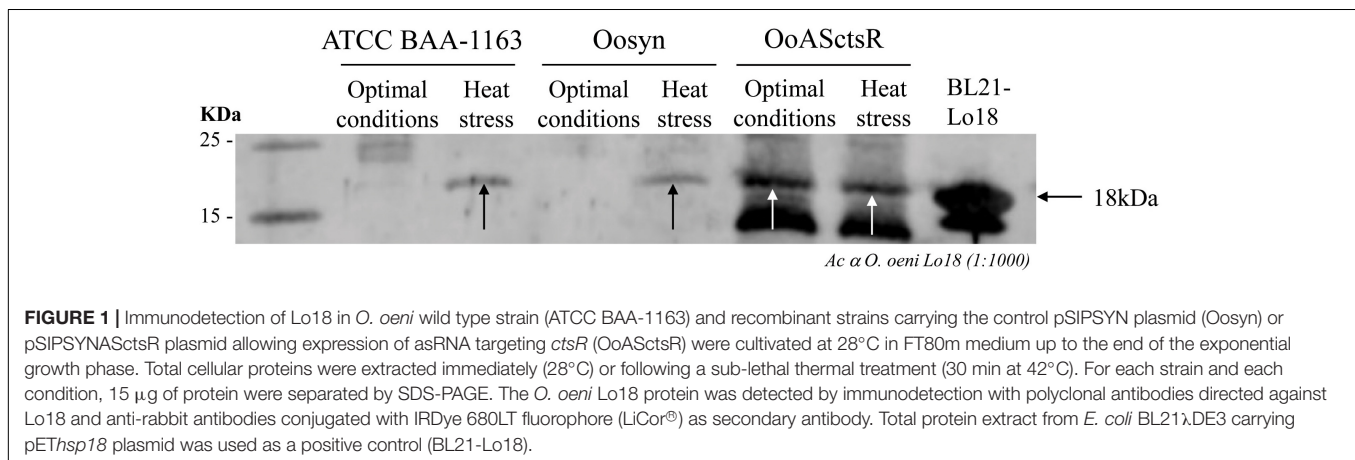 ATCC BAA-1163 Oosyn OoASctsR
Optimal conditions Heat stress Optimal conditions Heat stress Optimal conditions Heat stress BL21-Lo18
KDa
25 -
15 -
18kDa
Ac α O. oeni Lo18 (1:1000)
FIGURE 1 | Immunodetection of Lo18 in O. oeni wild type strain (ATCC BAA-1163) and recombinant strains carrying the control pSIPSYN plasmid (Oosyn) or
pSIPSYNASctsR plasmid allowing expression of asRNA targeting ctsR (OoASctsR) were cultivated at 28°C in FT80m medium up to the end of the exponential
growth phase. Total cellular proteins were extracted immediately (28°C) or following a sub-lethal thermal treatment (30 min at 42°C). For each strain and each
condition, 15 μg of protein were separated by SDS-PAGE. The O. oeni Lo18 protein was detected by immunodetection with polyclonal antibodies directed against
Lo18 and anti-rabbit antibodies conjugated with IRDye 680LT fluorophore (LiCor®) as secondary antibody. Total protein extract from E. coli BL21λDE3 carrying
pEThsp18 plasmid was used as a positive control (BL21-Lo18).